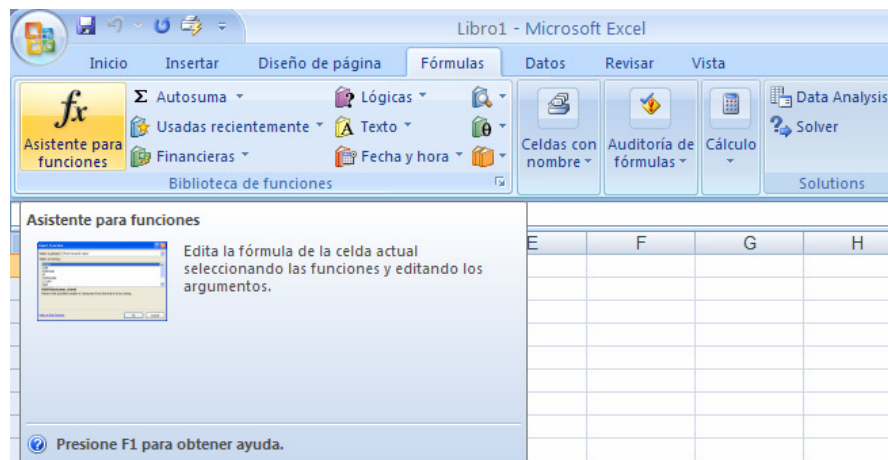 Libro1 - Microsoft Excel
Inicio Insertar Diseño de página Fórmulas Datos Revisar Vista
fx Σ Autosuma Lógicas Data Analysis
Usadas recientemente Texto θ Solver
Asistente para funciones Financieras Fecha y hora Celdas con nombre Auditoría de fórmulas Cálculo
Biblioteca de funciones Solutions
Asistente para funciones
E F G H
Edita la fórmula de la celda actual
seleccionando las funciones y editando los
argumentos.
Presione F1 para obtener ayuda.